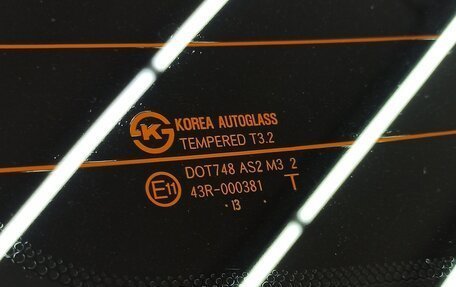 K
KOREA AUTOGLASS
TEMPERED T3.2
DOT748 AS2 M3 2
E11 43R-000381 T
·13·